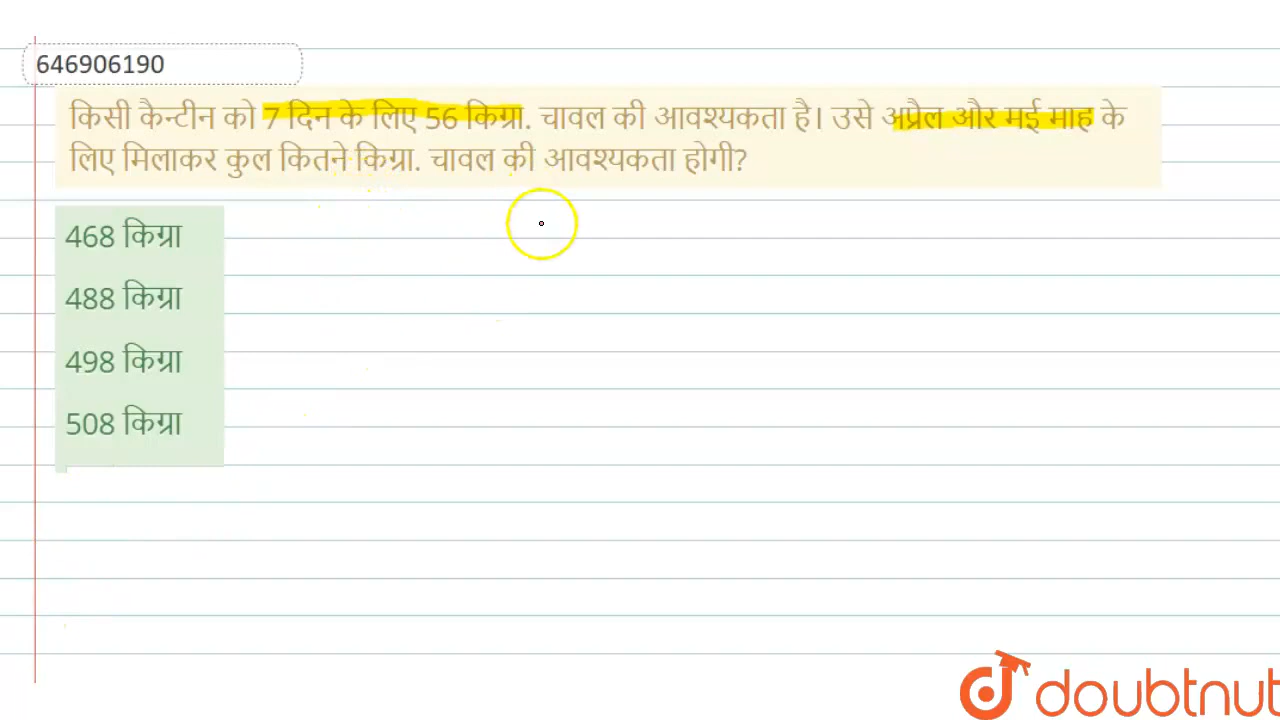 646906190
किसी कैन्टीन को 7 दिन के लिए 56 किग्रा. चावल की आवश्यकता है। उसे अप्रैल और मई माह के
लिए मिलाकर कुल कितने किग्रा. चावल की आवश्यकता होगी?
468 किग्रा
488 किग्रा
498 किग्रा
508 किग्रा
doubtnut